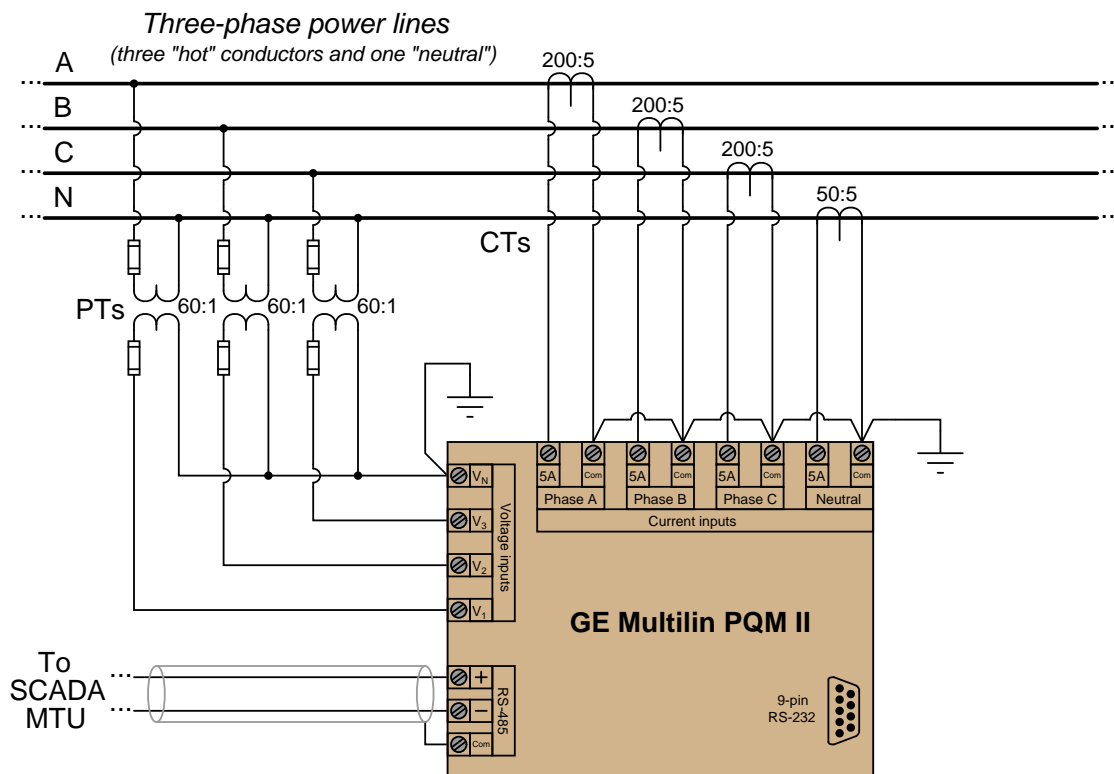 Three-phase power lines
(three "hot" conductors and one "neutral")
A
B
C
N
200:5
200:5
200:5
50:5
CTs
PTs
60:1
60:1
60:1
5A
Com
5A
Com
5A
Com
5A
Com
Phase A
Phase B
Phase C
Neutral
Current inputs
VN
V3
V2
V1
Voltage inputs
GE Multilin PQM II
To
SCADA
MTU
+
−
Com
RS-485
9-pin
RS-232